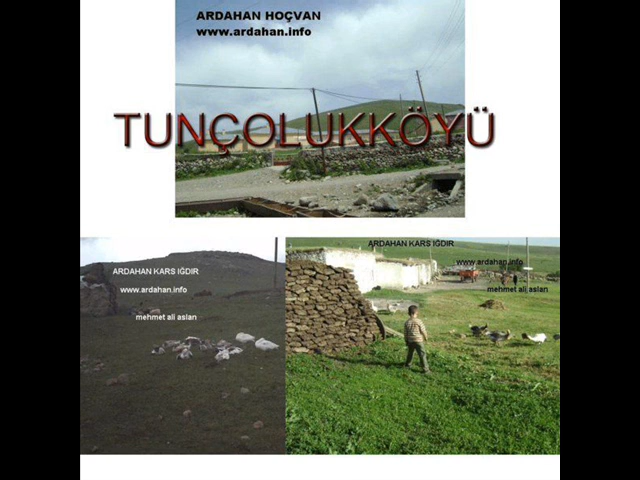 ARDAHAN HOÇVAN
www.ardahan.info
TUNÇOLUKKÖYÜ
ARDAHAN KARS IĞDIR
www.ardahan.info
mehmet ali aslan
ARDAHAN KARS IĞDIR
www.ardahan.info
mehmet ali aslan